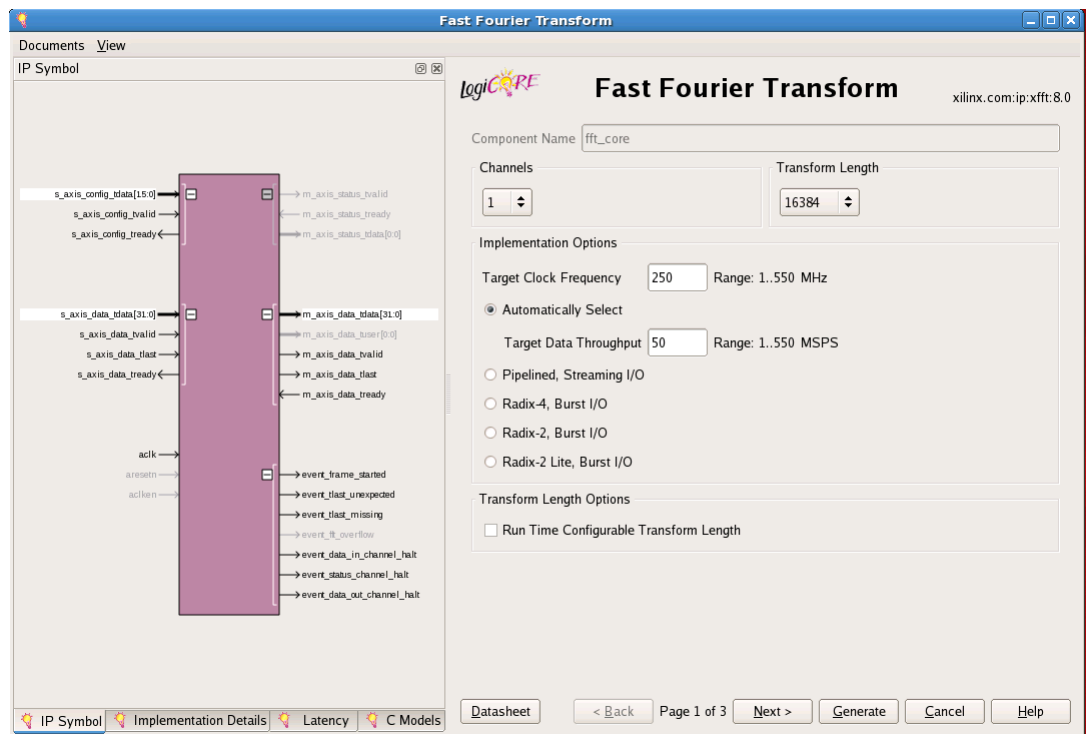 Fast Fourier Transform
Documents View
IP Symbol
LogiCORE
Fast Fourier Transform
xilinx.com:ip:xfft:8.0
Component Name fft_core
Channels
Transform Length
1
16384
Implementation Options
Target Clock Frequency 250 Range: 1..550 MHz
Automatically Select
Target Data Throughput 50 Range: 1..550 MSPS
Pipelined, Streaming I/O
Radix-4, Burst I/O
Radix-2, Burst I/O
Radix-2 Lite, Burst I/O
Transform Length Options
Run Time Configurable Transform Length
s_axis_config_tdata[15:0]
s_axis_config_tvalid
s_axis_config_tready
s_axis_data_tdata[31:0]
s_axis_data_tvalid
s_axis_data_tlast
s_axis_data_tready
aclk
aresetn
aclken
m_axis_status_tvalid
m_axis_status_tready
m_axis_status_tdata[0:0]
m_axis_data_tdata[31:0]
m_axis_data_tuser[0:0]
m_axis_data_tvalid
m_axis_data_tlast
m_axis_data_tready
event_frame_started
event_tlast_unexpected
event_tlast_missing
event_fft_overflow
event_data_in_channel_halt
event_status_channel_halt
event_data_out_channel_halt
IP Symbol Implementation Details Latency C Models
Datasheet < Back Page 1 of 3 Next > Generate Cancel Help